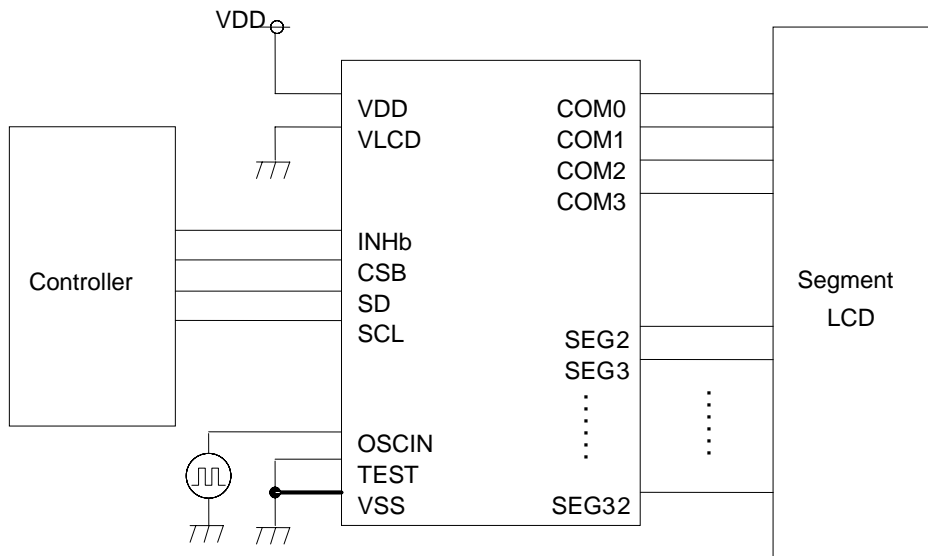 VDD
VDD
VLCD
INHb
CSB
SD
SCL
OSCIN
TEST
VSS
COM0
COM1
COM2
COM3
SEG2
SEG3
SEG32
Controller
Segment
LCD